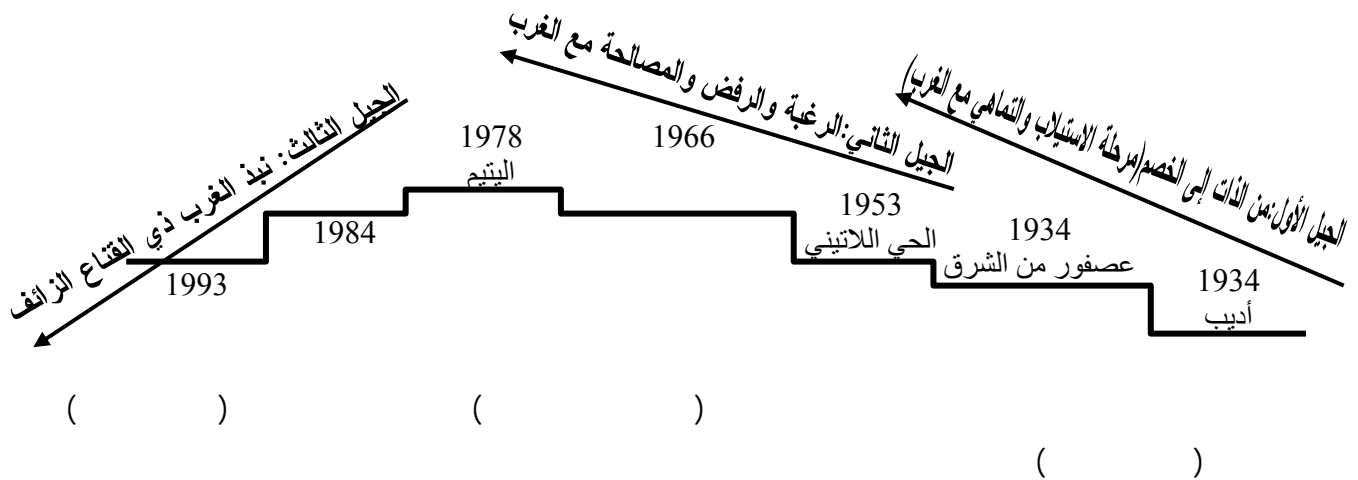 الجيل الأول:من الذات إلى الخصم(مرحلة الاستيلاب والتماهي مع الغرب)
الجيل الثاني:الرغبة والرفض والمصالحة مع الغرب
الجيل الثالث: نبذ الغرب ذي القناع الزائف
1934
أديب
1934
عصفور من الشرق
1953
الحي اللاتيني
1966
1978
اليتيم
1984
1993
( )
( )
( )